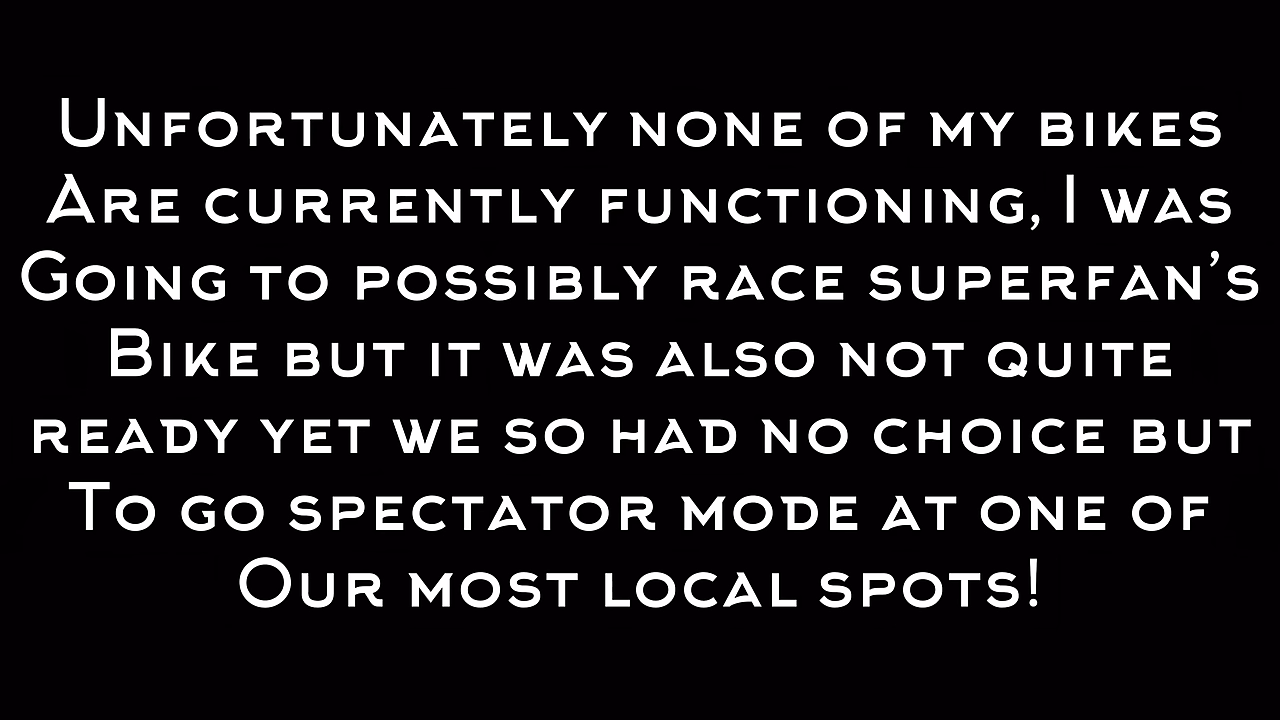 Unfortunately none of my bikes
Are currently functioning, I was
Going to possibly race superfan's
Bike but it was also not quite
ready yet we so had no choice but
To go spectator mode at one of
Our most local spots!